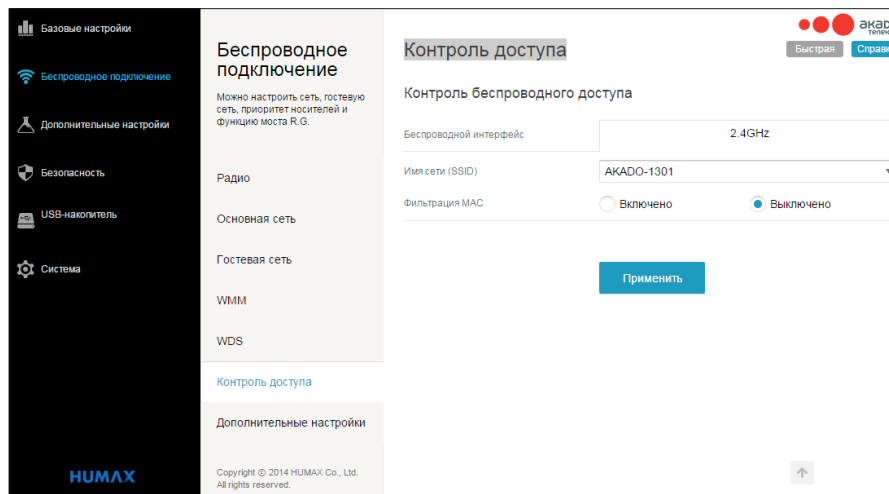 Базовые настройки
Беспроводное подключение
Дополнительные настройки
Безопасность
USB-накопитель
Система
HUMAX
Беспроводное
подключение
Можно настроить сеть, гостевую
сеть, приоритет носителей и
функцию моста R.G.
Радио
Основная сеть
Гостевая сеть
WMM
WDS
Контроль доступа
Дополнительные настройки
Copyright © 2014 HUMAX Co., Ltd.
All rights reserved.
Контроль доступа
Быстрая
Контроль беспроводного доступа
Беспроводной интерфейс
2.4GHz
Имя сети (SSID)
AKADO-1301
Фильтрация MAC
Включено
Выключено
Применить